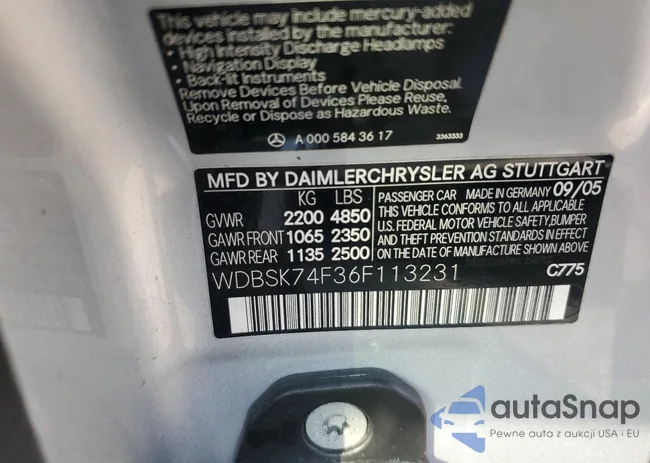 This vehicle may include mercury-added
devices installed by the manufacturer:
• High Intensity Discharge Headlamps
• Navigation Display
• Back-lit Instruments
Remove Devices Before Vehicle Disposal.
Upon Removal of Devices Please Reuse,
Recycle or Dispose as Hazardous Waste.
A 000 584 36 17 3363333
MFD BY DAIMLERCHRYSLER AG STUTTGART
KG LBS PASSENGER CAR MADE IN GERMANY 09/05
GVWR 2200 4850 THIS VEHICLE CONFORMS TO ALL APPLICABLE
U.S. FEDERAL MOTOR VEHICLE SAFETY, BUMPER
GAWR FRONT 1065 2350 AND THEFT PREVENTION STANDARDS IN EFFECT
GAWR REAR 1135 2500 ON THE DATE OF MANUFACTURE SHOWN ABOVE.
WDBSK74F36F113231 C775
autoSnap
Pewne auta z aukcji USA i EU